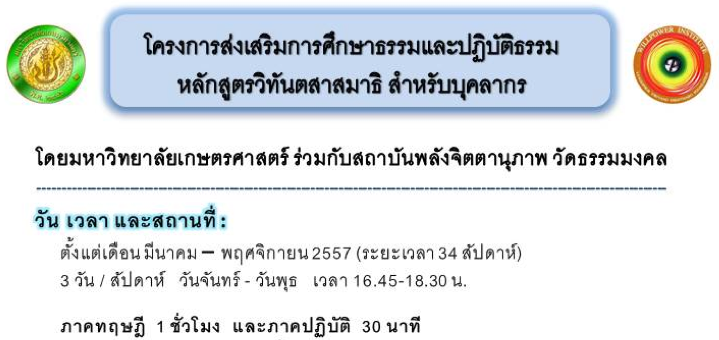 โครงการส่งเสริมการศึกษาธรรมและปฏิบัติธรรม
หลักสูตรวิทันตสาสมาธิ สำหรับบุคลากร
WILLPOWER INSTITUTE
โดยมหาวิทยาลัยเกษตรศาสตร์ ร่วมกับสถาบันพลังจิตตานุภาพ วัดธรรมมงคล
วัน เวลา และสถานที่ :
ตั้งแต่เดือน มีนาคม – พฤศจิกายน 2557 (ระยะเวลา 34 สัปดาห์)
3 วัน / สัปดาห์ วันจันทร์ - วันพุธ เวลา 16.45-18.30 น.
ภาคทฤษฎี 1 ชั่วโมง และภาคปฏิบัติ 30 นาที